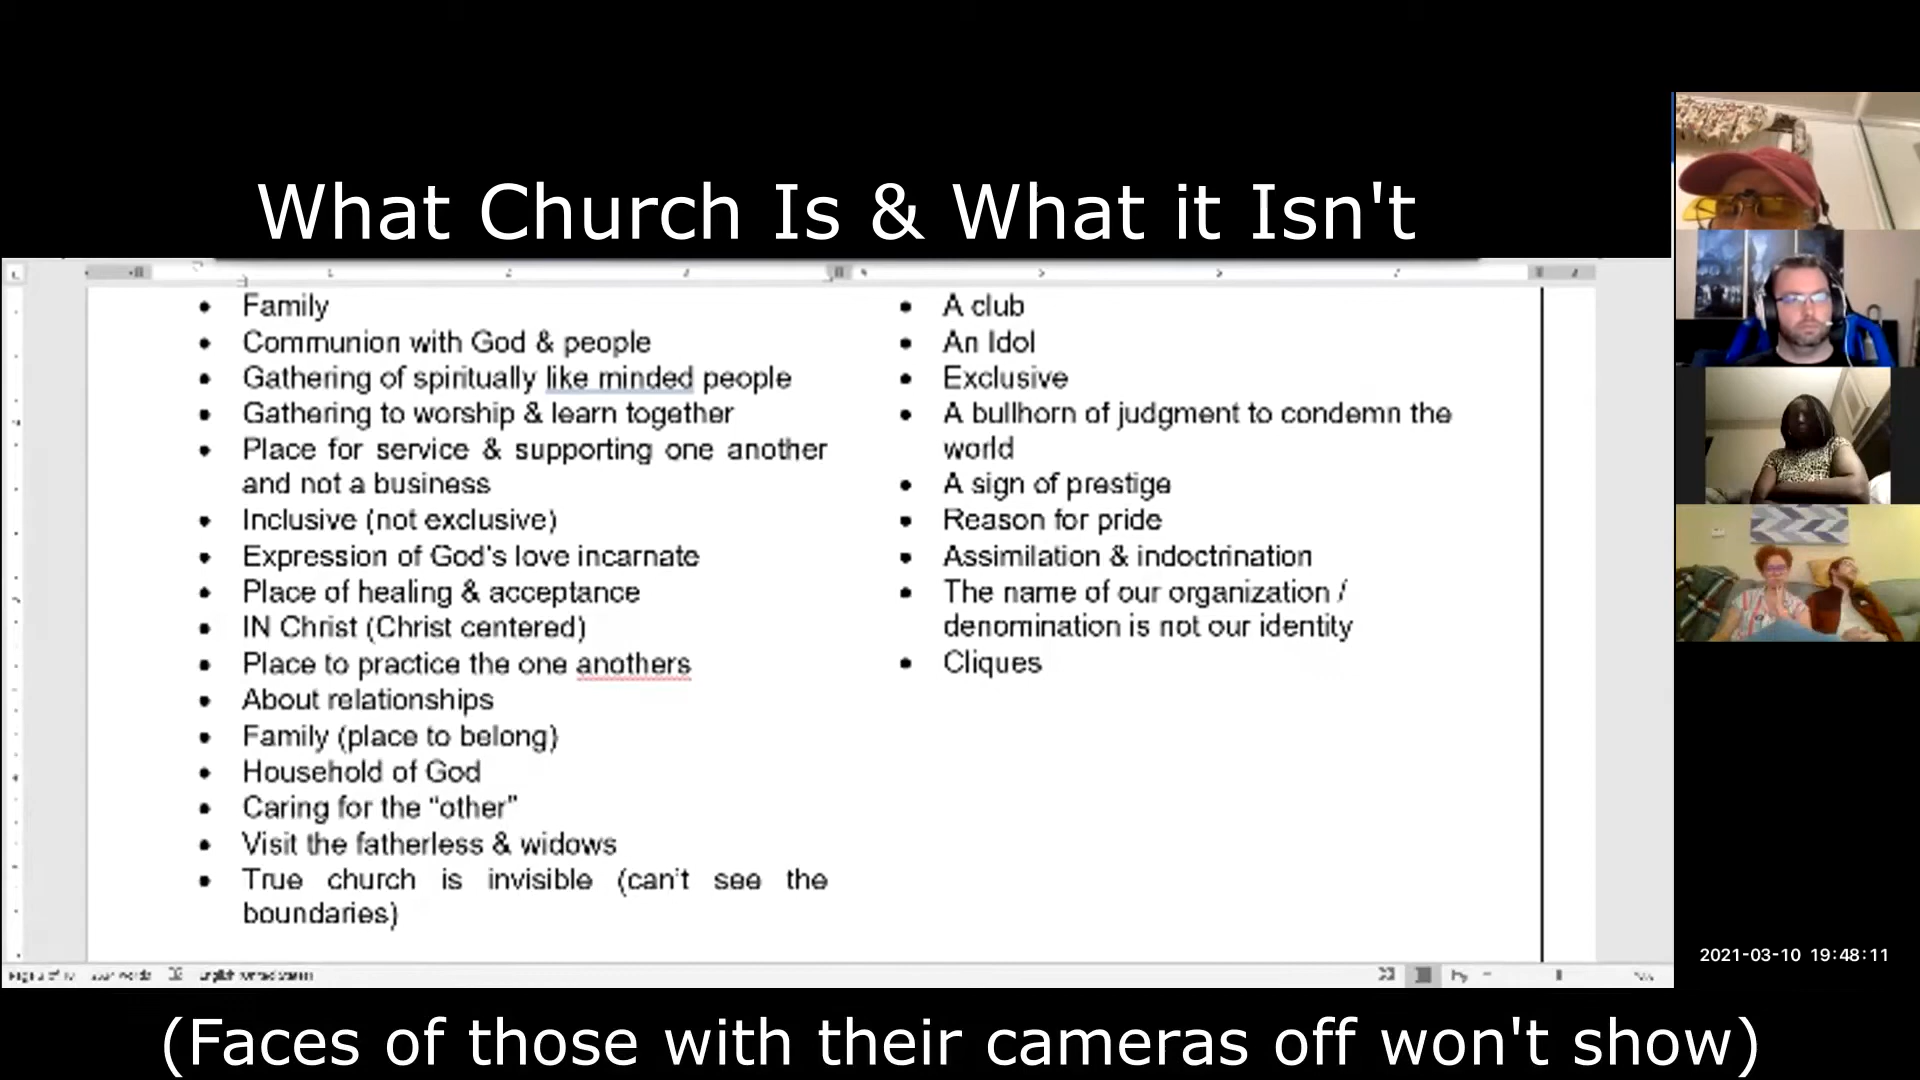 What Church Is & What it Isn't
Family
Communion with God & people
Gathering of spiritually like minded people
Gathering to worship & learn together
Place for service & supporting one another
and not a business
Inclusive (not exclusive)
Expression of God's love incarnate
Place of healing & acceptance
IN Christ (Christ centered)
Place to practice the one anothers
About relationships
Family (place to belong)
Household of God
Caring for the "other"
Visit the fatherless & widows
True church is invisible (can't see the
boundaries)
A club
An Idol
Exclusive
A bullhorn of judgment to condemn the
world
A sign of prestige
Reason for pride
Assimilation & indoctrination
The name of our organization /
denomination is not our identity
Cliques
English (United States)
2021-03-10 19:48:11
(Faces of those with their cameras off won't show)